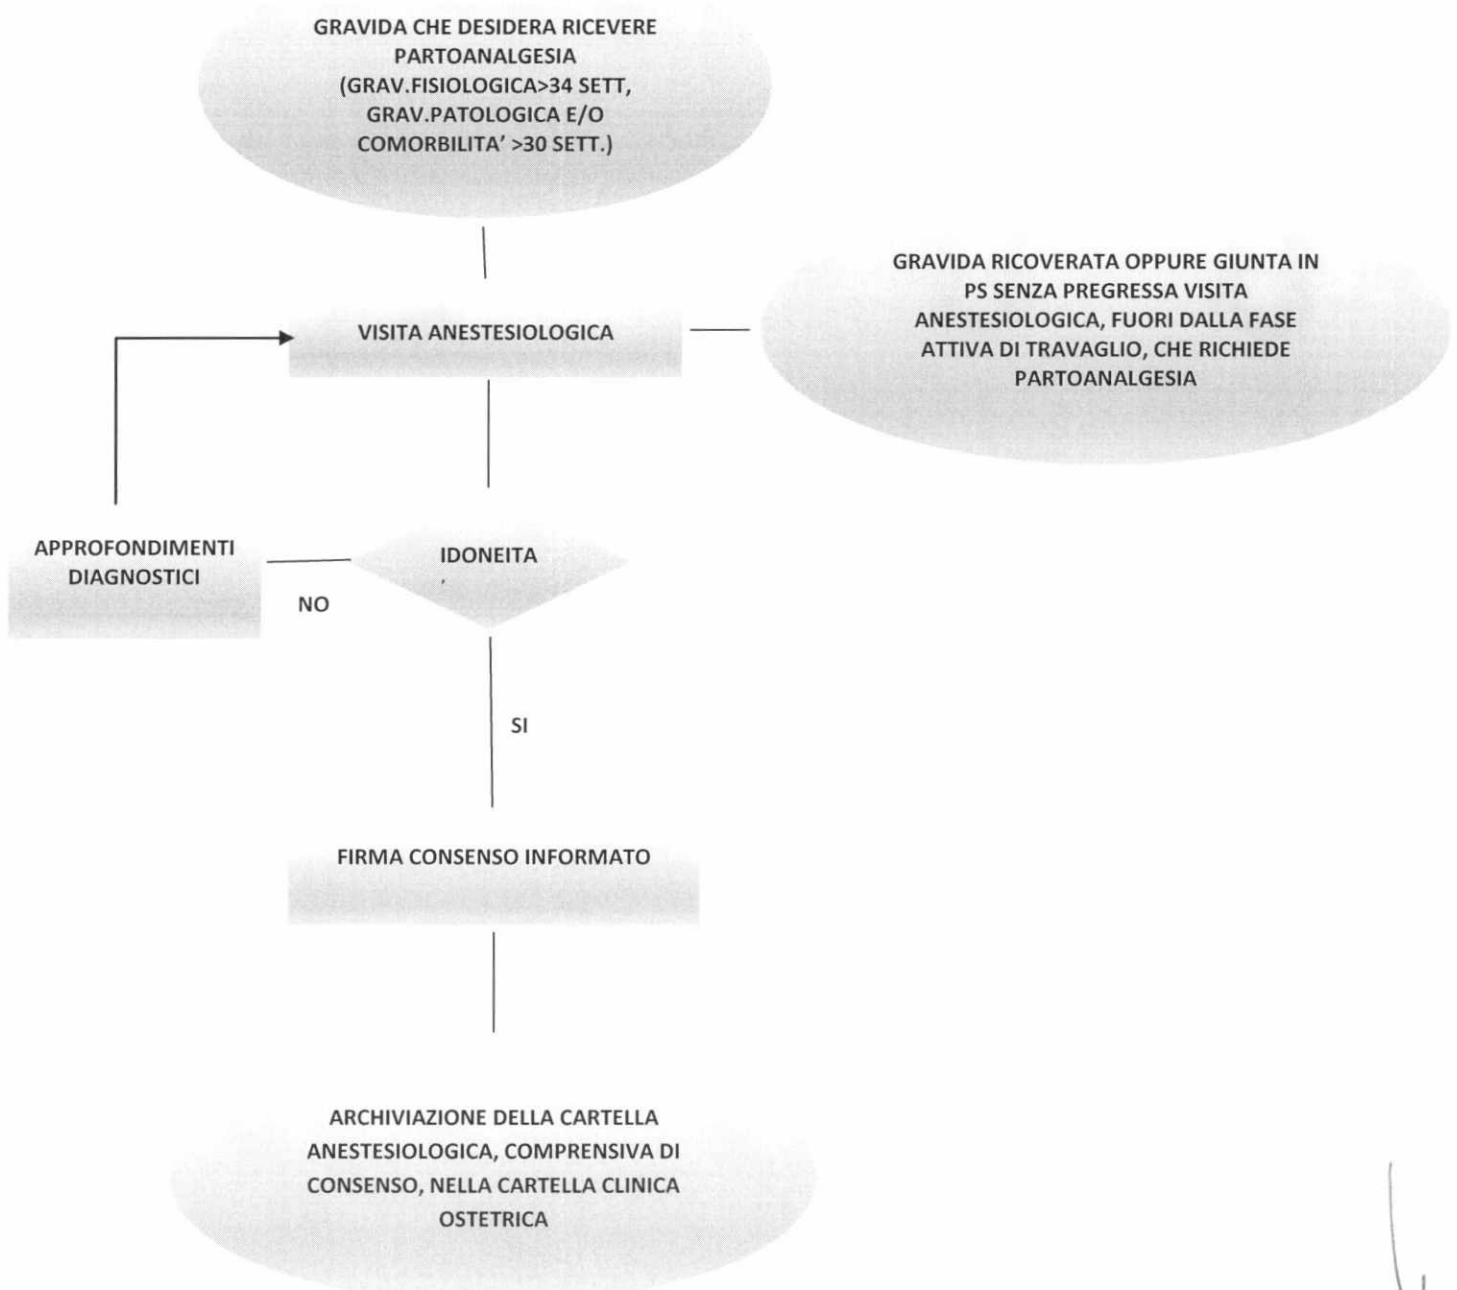 GRAVIDA CHE DESIDERA RICEVERE
PARTOANALGESIA
(GRAV.FISIOLOGICA>34 SETT,
GRAV.PATOLOGICA E/O
COMORBILITA' >30 SETT.)
GRAVIDA RICOVERATA OPPURE GIUNTA IN
PS SENZA PREGRESSA VISITA
ANESTESIOLOGICA, FUORI DALLA FASE
ATTIVA DI TRAVAGLIO, CHE RICHIEDE
PARTOANALGESIA
VISITA ANESTESIOLOGICA
APPROFONDIMENTI
DIAGNOSTICI
IDONEITA
'
NO
SI
FIRMA CONSENSO INFORMATO
ARCHIVIAZIONE DELLA CARTELLA
ANESTESIOLOGICA, COMPRENSIVA DI
CONSENSO, NELLA CARTELLA CLINICA
OSTETRICA